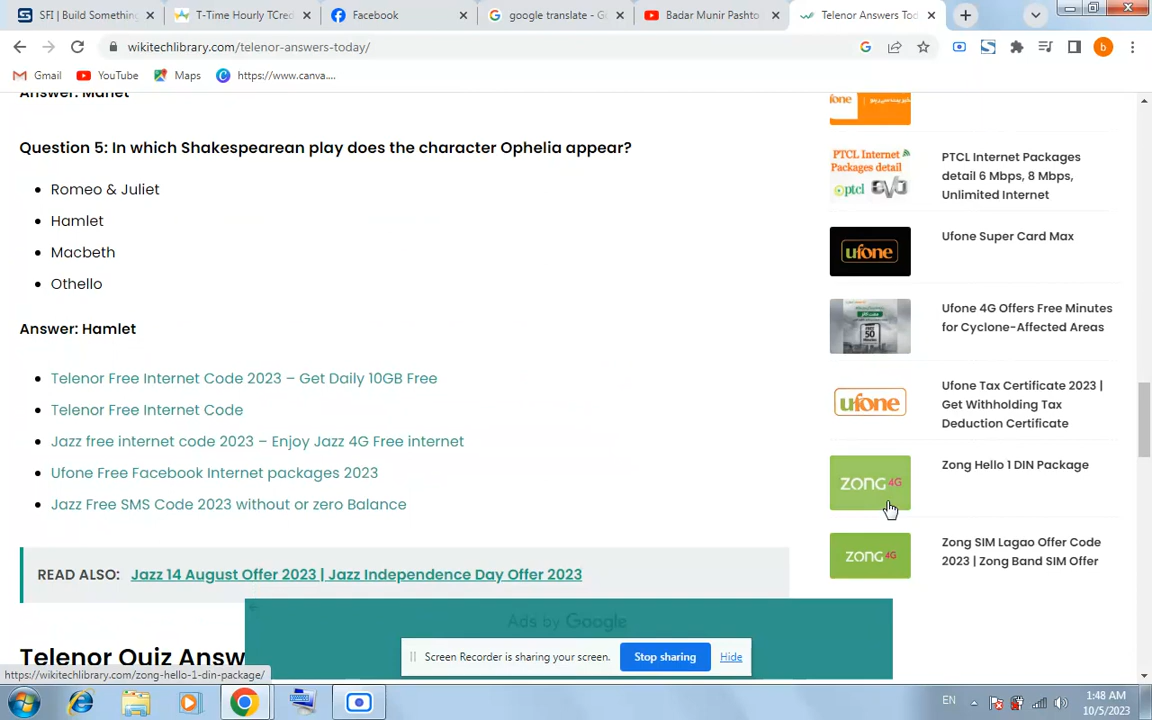 SFI | Build Something
T-Time Hourly TCred
Facebook
google translate - Go
Badar Munir Pashto
Telenor Answers Tod
wikitechlibrary.com/telenor-answers-today/
Gmail
YouTube
Maps
https://www.canva....
Answer: Manet
Question 5: In which Shakespearean play does the character Ophelia appear?
Romeo & Juliet
Hamlet
Macbeth
Othello
Answer: Hamlet
Telenor Free Internet Code 2023 – Get Daily 10GB Free
Telenor Free Internet Code
Jazz free internet code 2023 – Enjoy Jazz 4G Free internet
Ufone Free Facebook Internet packages 2023
Jazz Free SMS Code 2023 without or zero Balance
READ ALSO: Jazz 14 August Offer 2023 | Jazz Independence Day Offer 2023
Telenor Quiz Answ
PTCL Internet
Packages detail
ptcl
PTCL Internet Packages
detail 6 Mbps, 8 Mbps,
Unlimited Internet
ufone
Ufone Super Card Max
50
Ufone 4G Offers Free Minutes
for Cyclone-Affected Areas
ufone
Ufone Tax Certificate 2023 |
Get Withholding Tax
Deduction Certificate
ZONG 4G
Zong Hello 1 DIN Package
ZONG 4G
Zong SIM Lagao Offer Code
2023 | Zong Band SIM Offer
Ads by Google
Screen Recorder is sharing your screen.
Stop sharing
Hide
https://wikitechlibrary.com/zong-hello-1-din-package/
b
EN
1:48 AM
10/5/2023